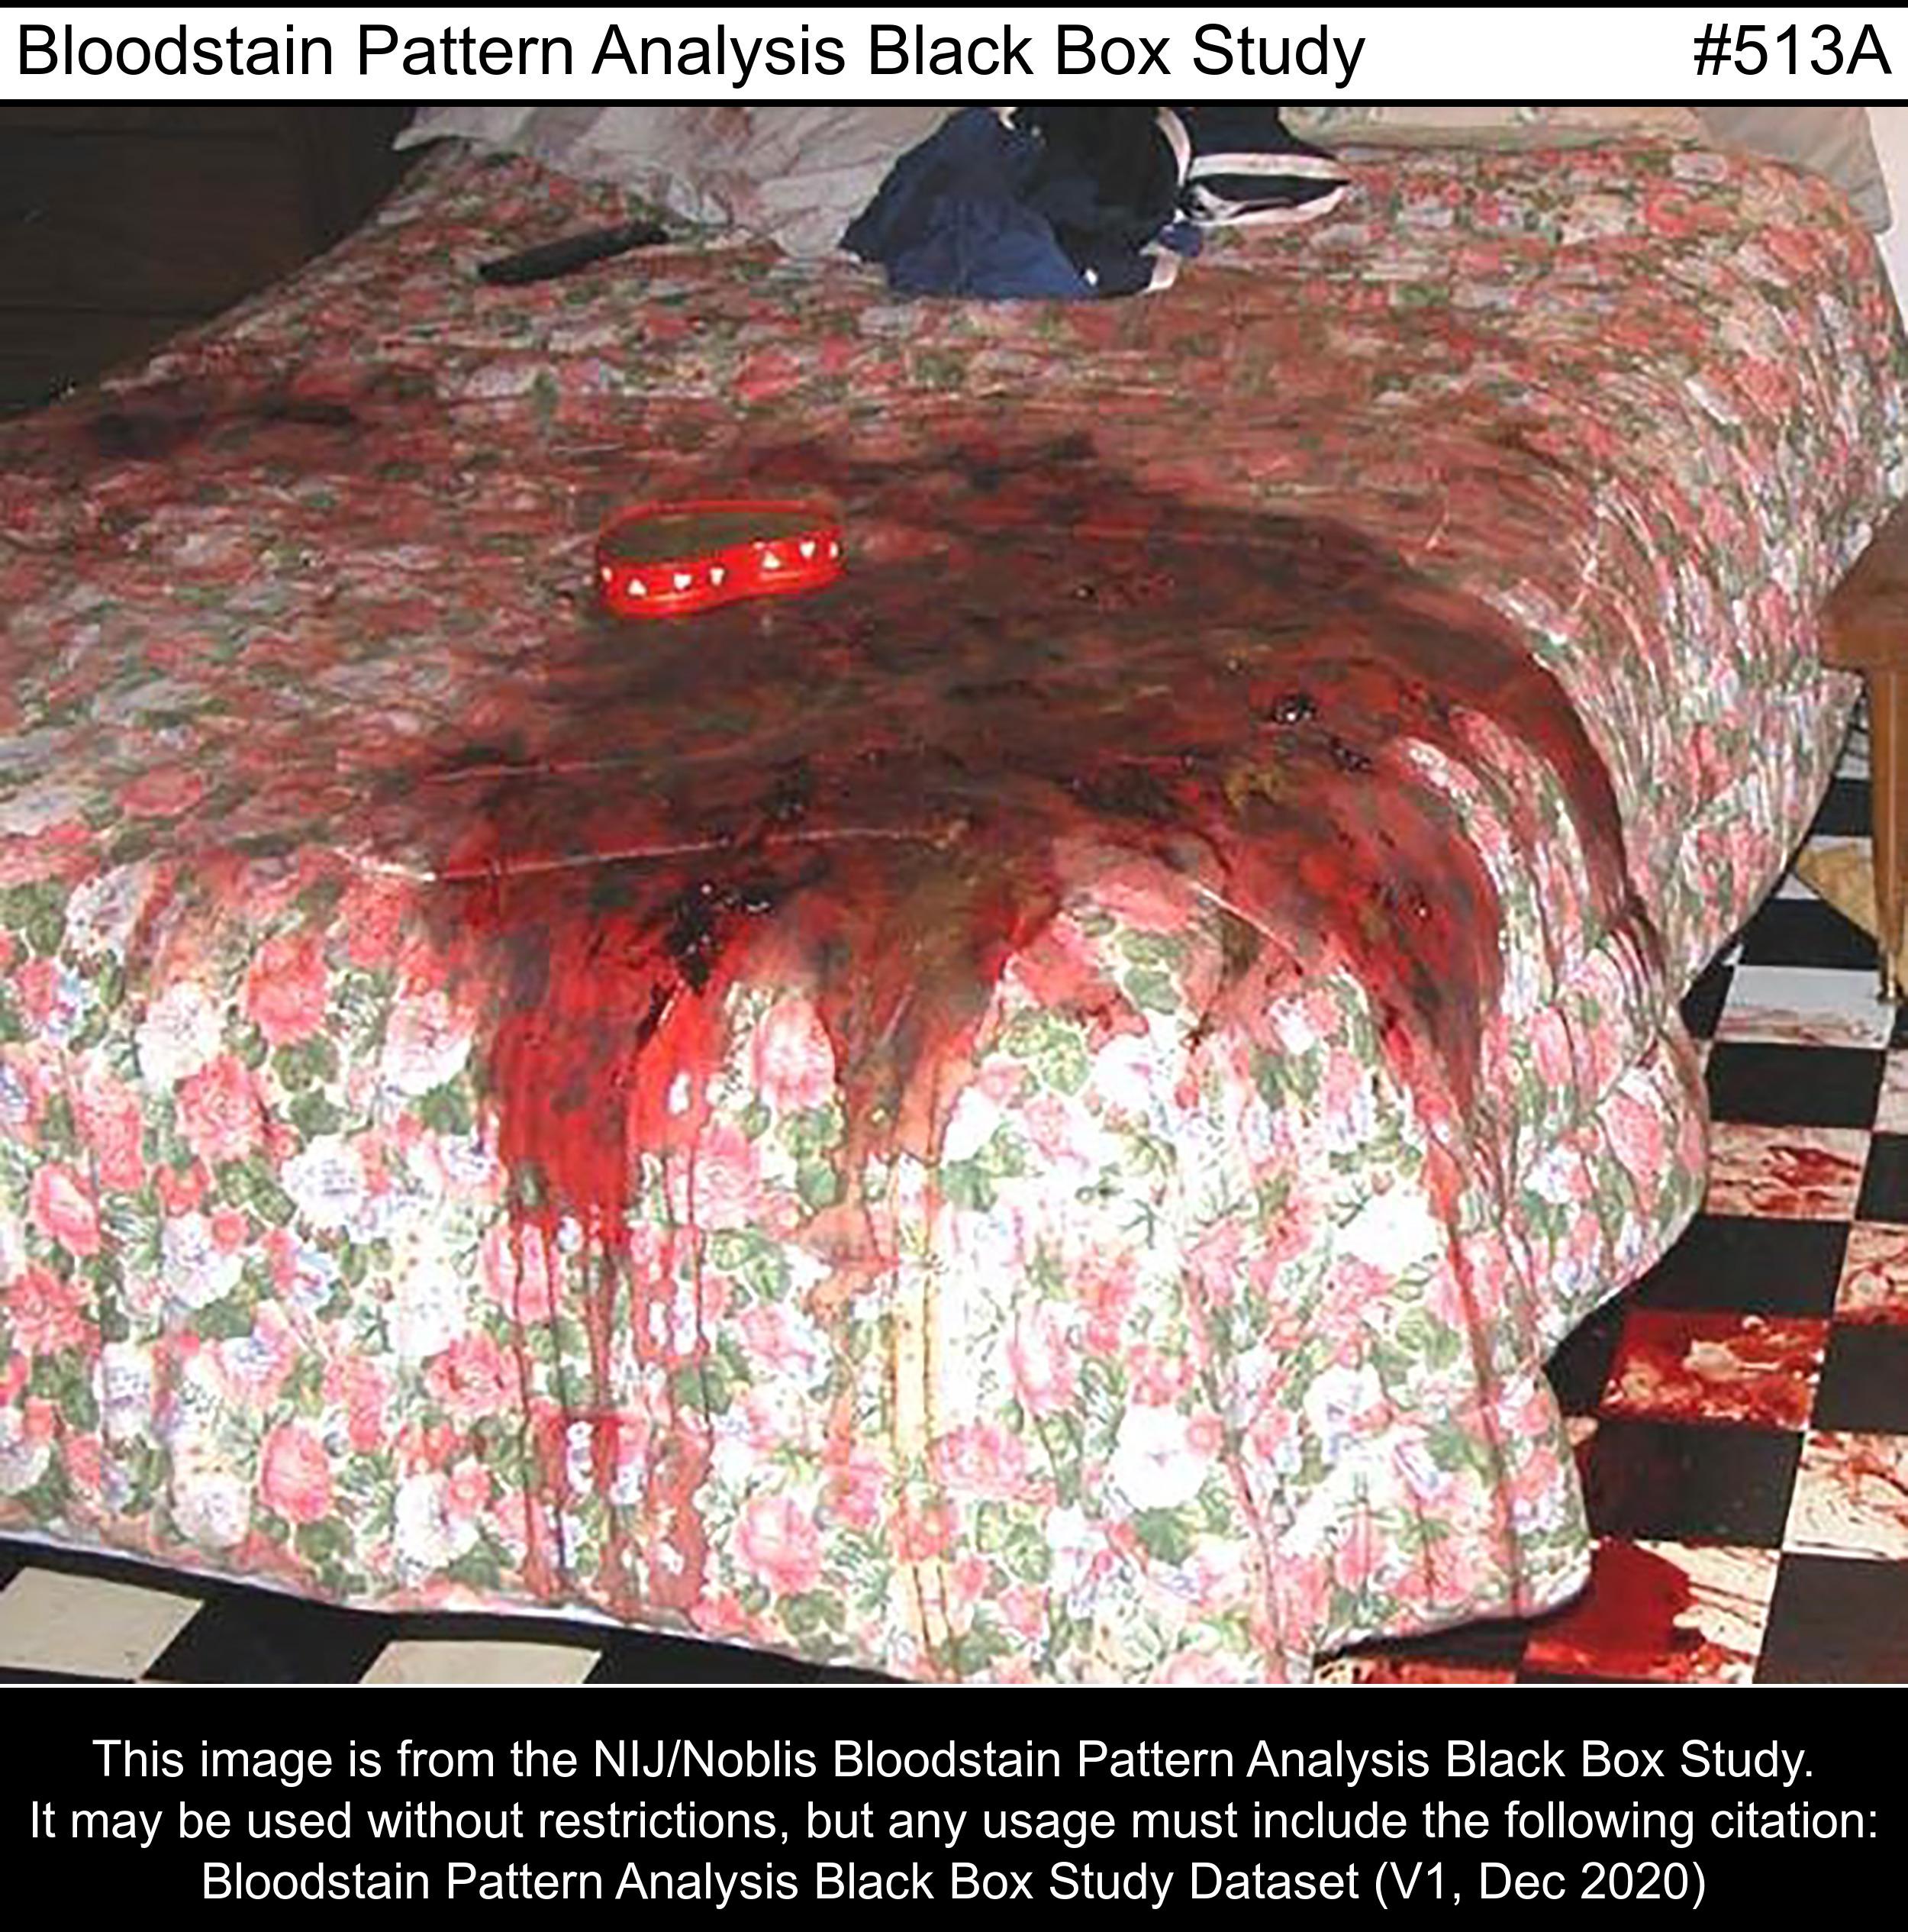 Bloodstain Pattern Analysis Black Box Study #513A
This image is from the NIJ/Noblis Bloodstain Pattern Analysis Black Box Study.
It may be used without restrictions, but any usage must include the following citation:
Bloodstain Pattern Analysis Black Box Study Dataset (V1, Dec 2020)